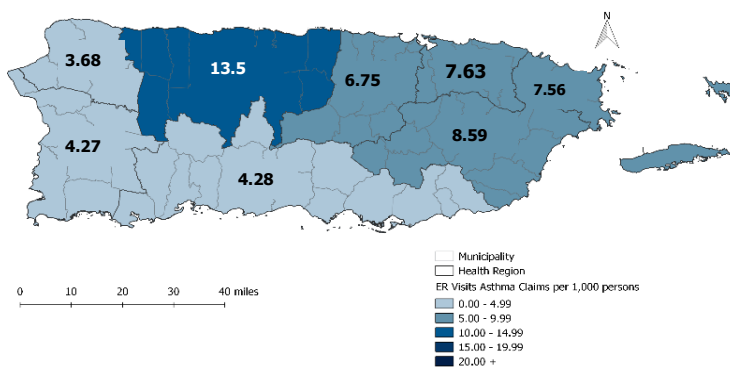 N
3.68
13.5
6.75
7.63
7.56
4.27
8.59
4.28
Municipality
Health Region
ER Visits Asthma Claims per 1,000 persons
0.00 - 4.99
5.00 - 9.99
10.00 - 14.99
15.00 - 19.99
20.00 +
0 10 20 30 40 miles